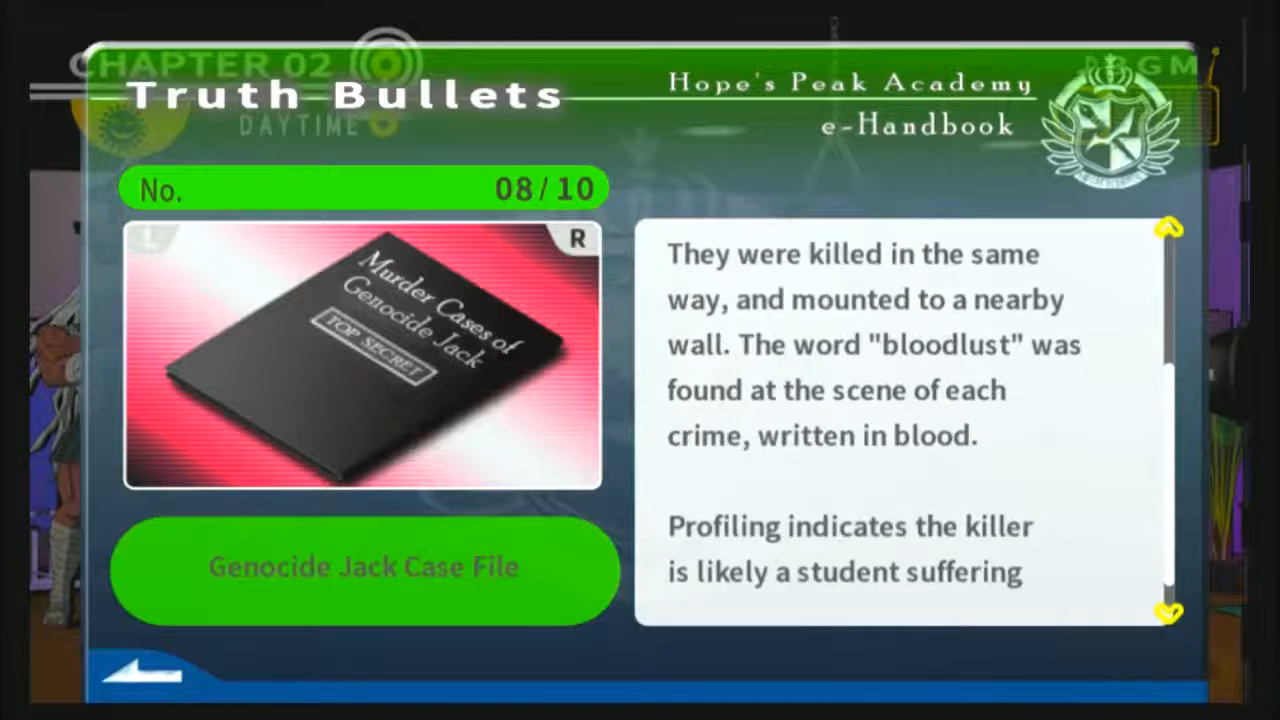 CHAPTER 02
Truth Bullets
DAYTIME
Hope's Peak Academy
e-Handbook
No. 08/10
L
R
Murder Cases of
Genocide Jack
TOP SECRET
Genocide Jack Case File
They were killed in the same
way, and mounted to a nearby
wall. The word "bloodlust" was
found at the scene of each
crime, written in blood.
Profiling indicates the killer
is likely a student suffering